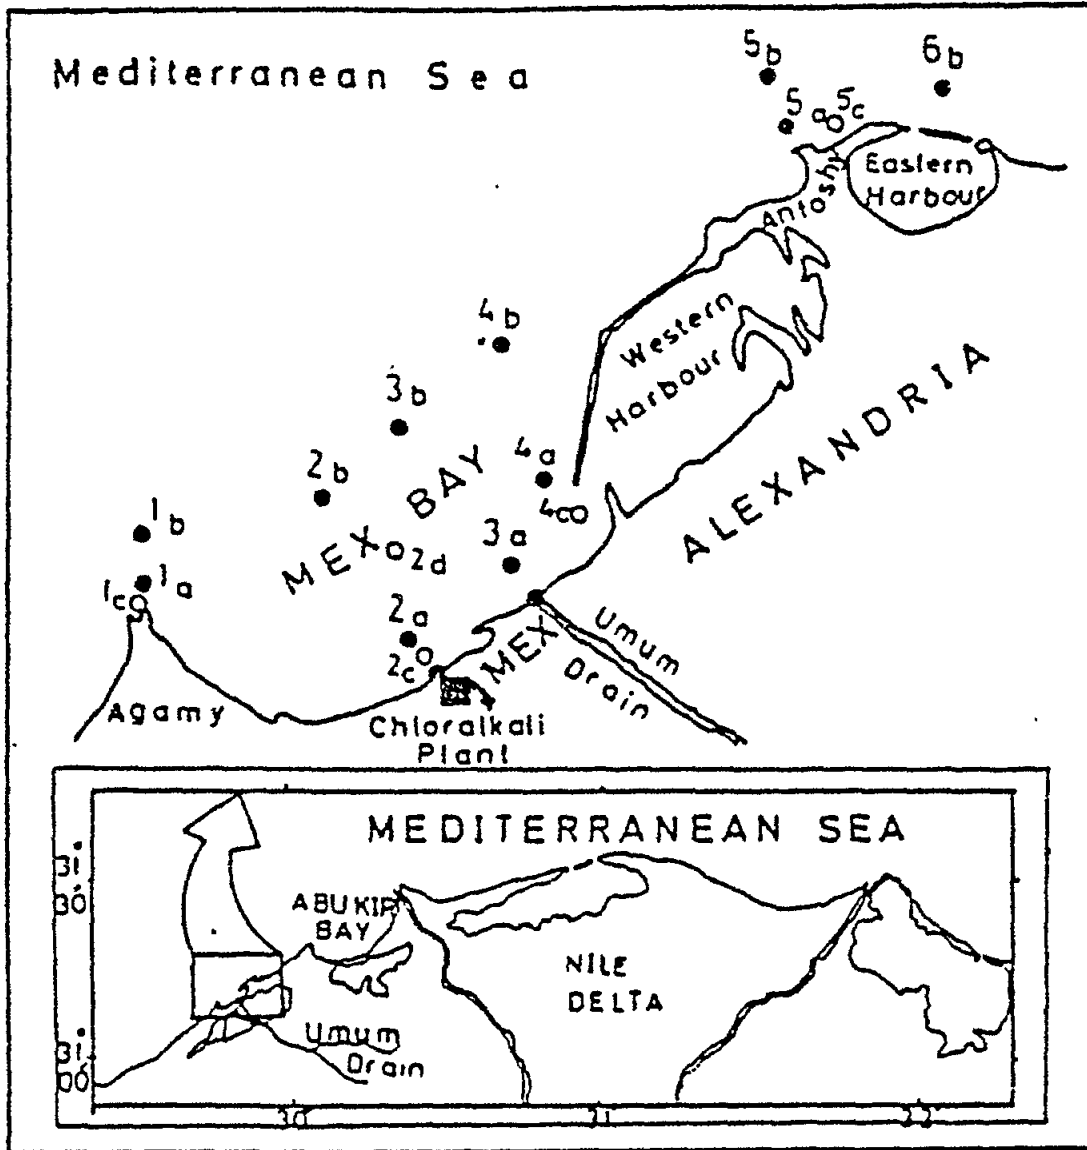 Mediterranean Sea
5b
6b
5a
5c
Eastern
Harbour
Antoshy
Western
Harbour
4b
3b
4a
4c
2b
MEX BAY
ALEXANDRIA
1b
3a
2d
1a
1c
2a
2c
MEX
Umum
Drain
Agamy
Chloralkali
Plant
MEDITERRANEAN SEA
31°
30'
ABUKIR
BAY
NILE
DELTA
Umum
Drain
31°
00'
30
31
32